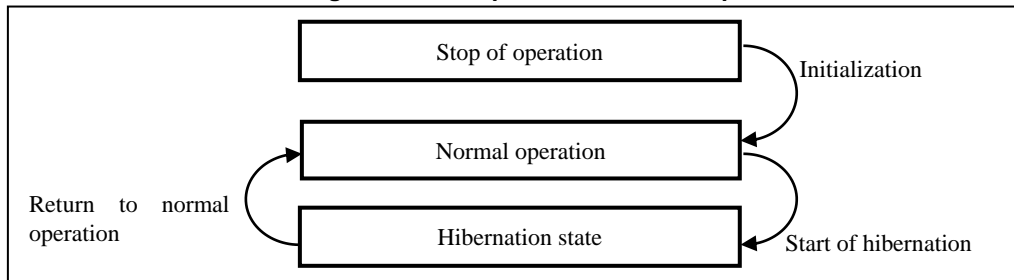 Stop of operation
Initialization
Normal operation
Return to normal
operation
Hibernation state
Start of hibernation